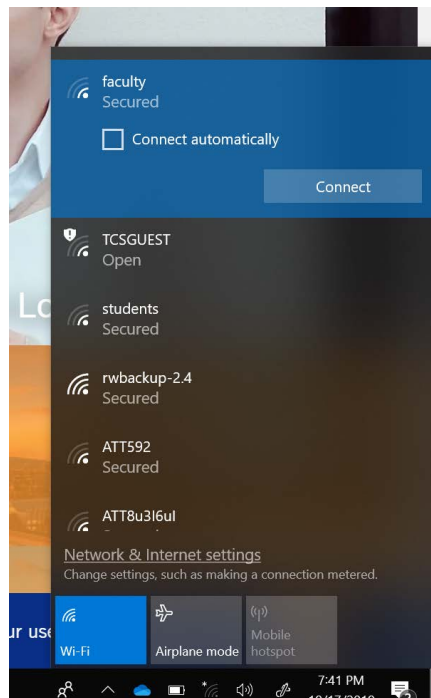 faculty
Secured
Connect automatically
Connect
TCSGUEST
Open
Lo
students
Secured
rwbackup-2.4
Secured
ATT592
Secured
ATT8u3l6ul
Network & Internet settings
Change settings, such as making a connection metered.
ur use
Wi-Fi
Airplane mode
Mobile
hotspot
7:41 PM